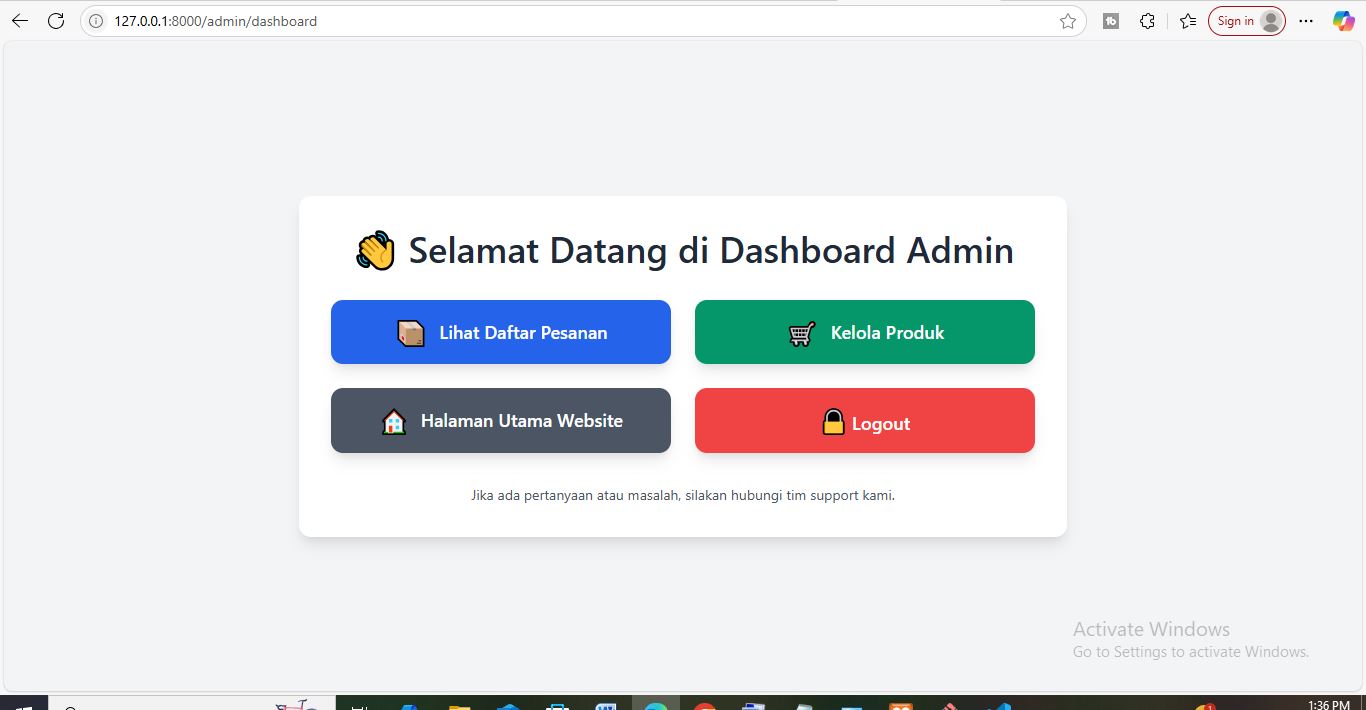 127.0.0.1:8000/admin/dashboard
Sign in
Selamat Datang di Dashboard Admin
Lihat Daftar Pesanan
Kelola Produk
Halaman Utama Website
Logout
Jika ada pertanyaan atau masalah, silakan hubungi tim support kami.
Activate Windows
Go to Settings to activate Windows.
1:36 PM